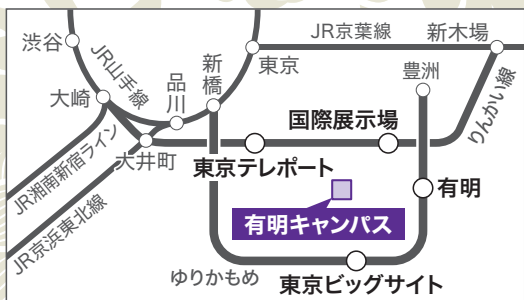 JR京葉線
新木場
渋谷
JR山手線
新橋
東京
豊洲
品川
大崎
りんかい線
国際展示場
大井町
東京テレポート
JR湘南新宿ライン
有明
有明キャンパス
JR京浜東北線
ゆりかもめ
東京ビッグサイト